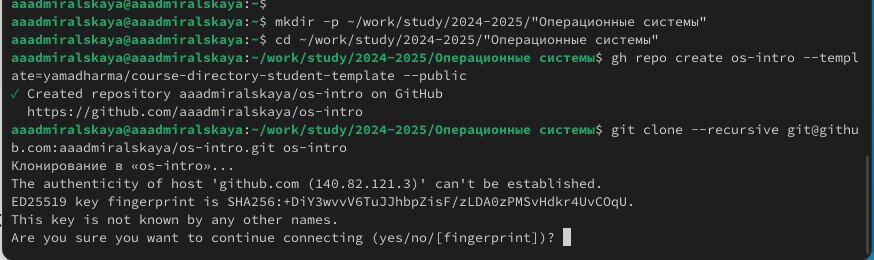 aaadmiralskaya@aaadmiralskaya:~$
aaadmiralskaya@aaadmiralskaya:~$ mkdir -p ~/work/study/2024-2025/"Операционные системы"
aaadmiralskaya@aaadmiralskaya:~$ cd ~/work/study/2024-2025/"Операционные системы"
aaadmiralskaya@aaadmiralskaya:~/work/study/2024-2025/Операционные системы$ gh repo create os-intro --templ
ate=yamadharma/course-directory-student-template --public
✓ Created repository aaadmiralskaya/os-intro on GitHub
https://github.com/aaadmiralskaya/os-intro
aaadmiralskaya@aaadmiralskaya:~/work/study/2024-2025/Операционные системы$ git clone --recursive git@githu
b.com:aaadmiralskaya/os-intro.git os-intro
Клонирование в «os-intro»...
The authenticity of host 'github.com (140.82.121.3)' can't be established.
ED25519 key fingerprint is SHA256:+DiY3wvvV6TuJJhbpZisF/zLDA0zPMSvHdkr4UvCOqU.
This key is not known by any other names.
Are you sure you want to continue connecting (yes/no/[fingerprint])?